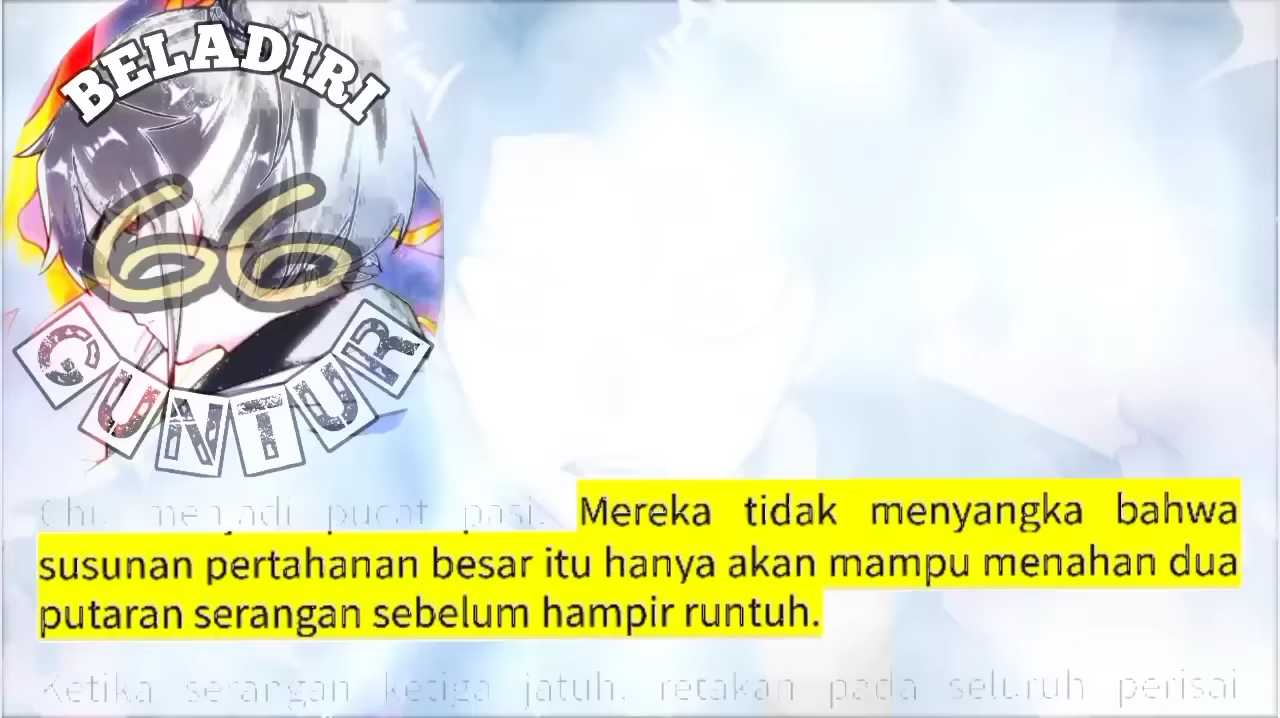 BELADIRI
66
GUNTUR
Chu menjadi pucat pasi. Mereka tidak menyangka bahwa
susunan pertahanan besar itu hanya akan mampu menahan dua
putaran serangan sebelum hampir runtuh.
Ketika serangan ketiga jatuh, retakan pada seluruh perisai